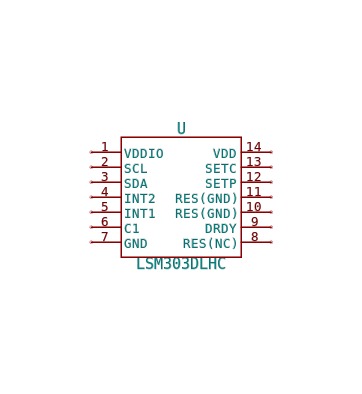 U
1 VDDIO VDD 14
2 SCL SETC 13
3 SDA SETP 12
4 INT2 RES(GND) 11
5 INT1 RES(GND) 10
6 C1 DRDY 9
7 GND RES(NC) 8
LSM303DLHC